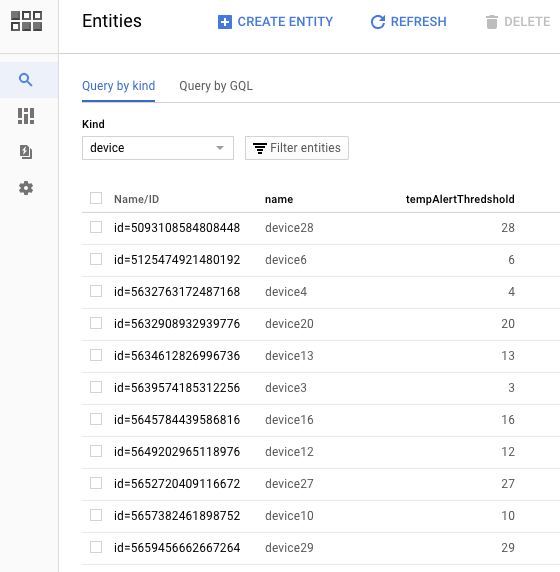 Entities CREATE ENTITY REFRESH DELETE
Query by kind Query by GQL
Kind
device Filter entities
Name/ID name tempAlertThredshold
id=5093108584808448 device28 28
id=5125474921480192 device6 6
id=5632763172487168 device4 4
id=5632908932939776 device20 20
id=5634612826996736 device13 13
id=5639574185312256 device3 3
id=5645784439586816 device16 16
id=5649202965118976 device12 12
id=5652720409116672 device27 27
id=5657382461898752 device10 10
id=5659456662667264 device29 29